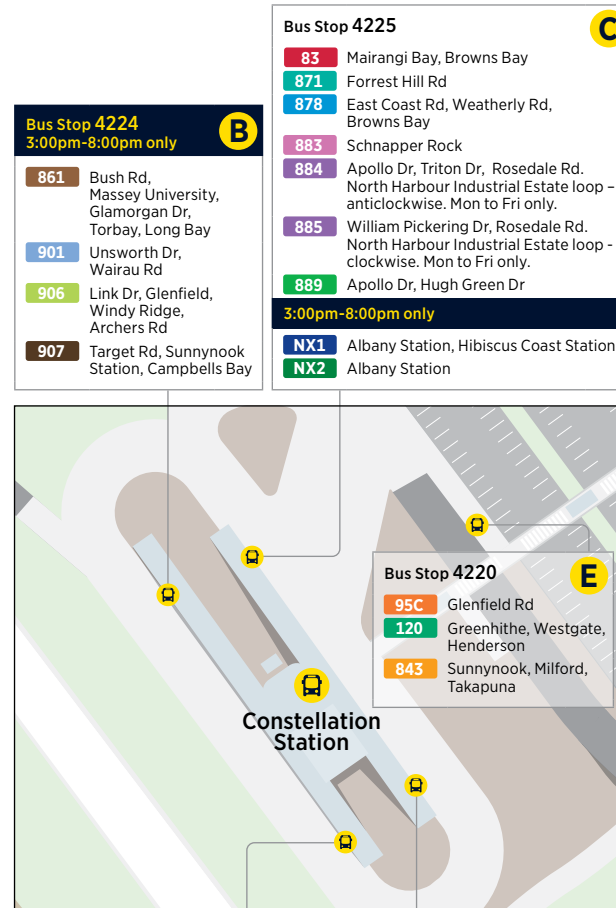 Bus Stop 4224
3:00pm-8:00pm only
B
861 Bush Rd,
Massey University,
Glamorgan Dr,
Torbay, Long Bay
901 Unsworth Dr,
Wairau Rd
906 Link Dr, Glenfield,
Windy Ridge,
Archers Rd
907 Target Rd, Sunnynook
Station, Campbells Bay
Bus Stop 4225
C
83 Mairangi Bay, Browns Bay
871 Forrest Hill Rd
878 East Coast Rd, Weatherly Rd,
Browns Bay
883 Schnapper Rock
884 Apollo Dr, Triton Dr, Rosedale Rd.
North Harbour Industrial Estate loop –
anticlockwise. Mon to Fri only.
885 William Pickering Dr, Rosedale Rd.
North Harbour Industrial Estate loop -
clockwise. Mon to Fri only.
889 Apollo Dr, Hugh Green Dr
3:00pm-8:00pm only
NX1 Albany Station, Hibiscus Coast Station
NX2 Albany Station
Bus Stop 4220
E
95C Glenfield Rd
120 Greenhithe, Westgate,
Henderson
843 Sunnynook, Milford,
Takapuna
Constellation
Station